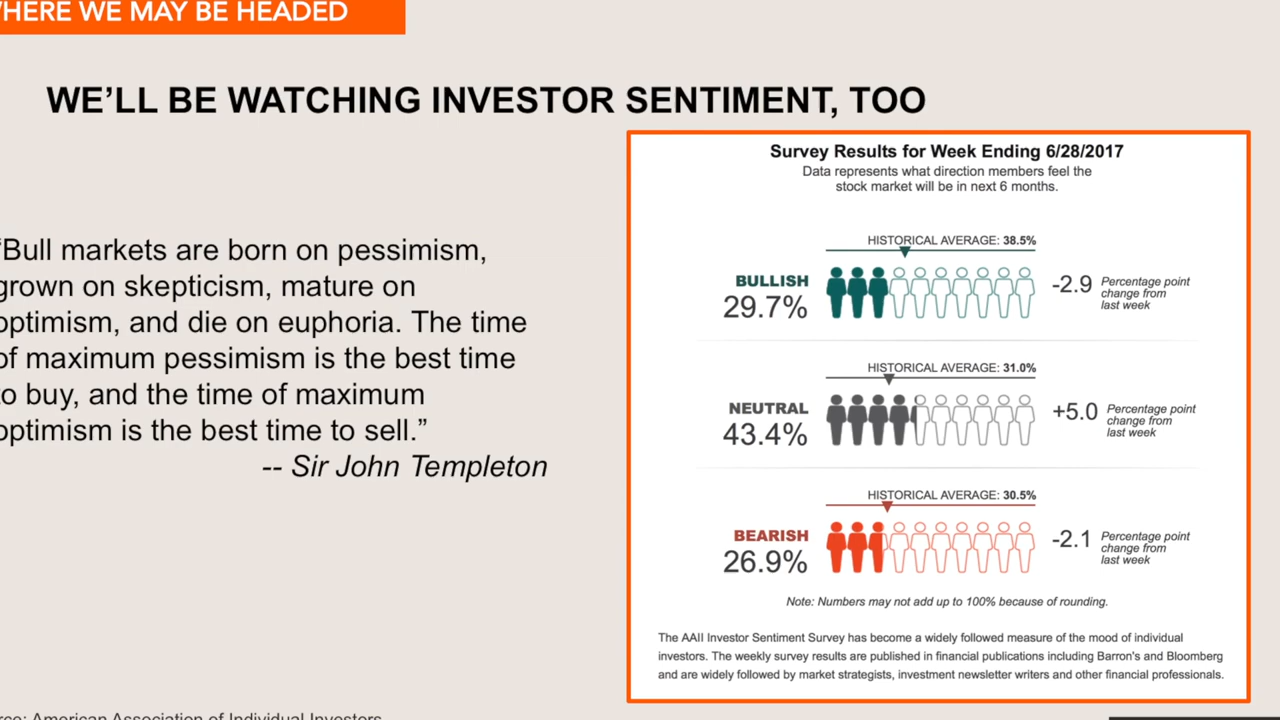 WHERE WE MAY BE HEADED
WE’LL BE WATCHING INVESTOR SENTIMENT, TOO
“Bull markets are born on pessimism,
grown on skepticism, mature on
optimism, and die on euphoria. The time
of maximum pessimism is the best time
to buy, and the time of maximum
optimism is the best time to sell.”
-- Sir John Templeton
Survey Results for Week Ending 6/28/2017
Data represents what direction members feel the
stock market will be in next 6 months.
HISTORICAL AVERAGE: 38.5%
BULLISH
29.7%
-2.9 Percentage point
change from
last week
HISTORICAL AVERAGE: 31.0%
NEUTRAL
43.4%
+5.0 Percentage point
change from
last week
HISTORICAL AVERAGE: 30.5%
BEARISH
26.9%
-2.1 Percentage point
change from
last week
Note: Numbers may not add up to 100% because of rounding.
The AAII Investor Sentiment Survey has become a widely followed measure of the mood of individual
investors. The weekly survey results are published in financial publications including Barron's and Bloomberg
and are widely followed by market strategists, investment newsletter writers and other financial professionals.
American Association of Individual Investors